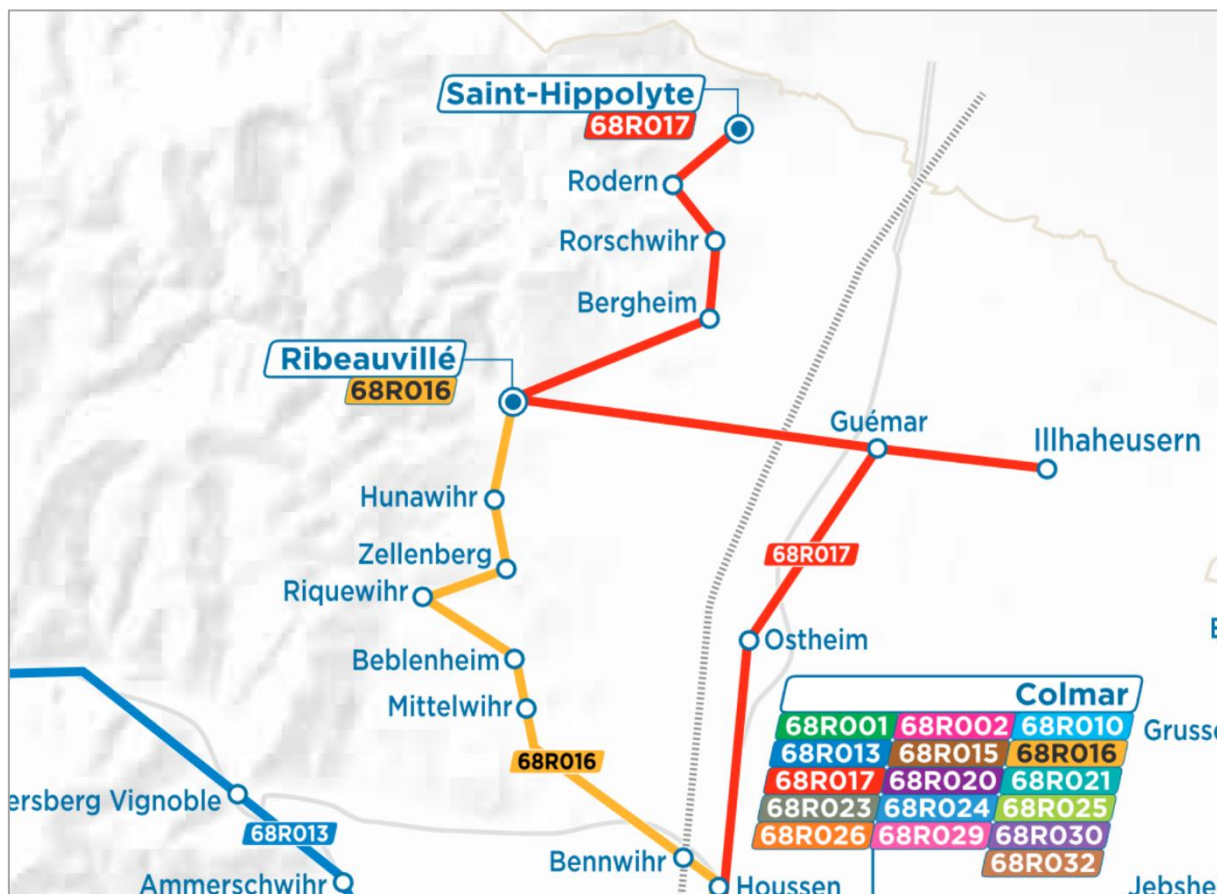 Saint-Hippolyte
68R017
Rodern
Rorschwihr
Bergheim
Ribeauvillé
68R016
Guémar
Illhaeusern
Hunawihr
68R017
Zellenberg
Riquewihr
Ostheim
Beblenheim
Mittelwihr
Colmar
68R001 68R002 68R010
68R013 68R015 68R016
68R017 68R020 68R021
68R023 68R024 68R025
68R026 68R029 68R030
68R032
68R016
ersberg Vignoble
68R013
Bennwihr
Ammerschwihr
Houssen